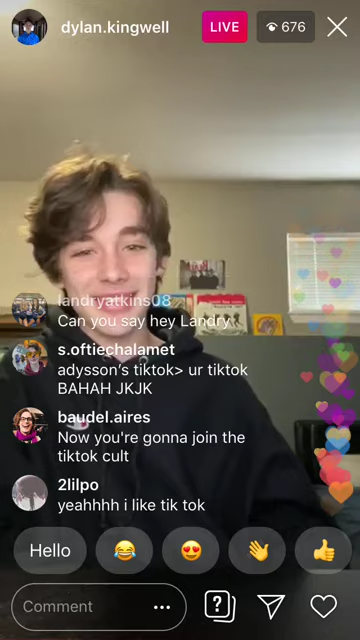 dylan.kingwell
LIVE
676
landryatkins08
Can you say hey Landry
s.oftiechalamet
adysson's tiktok> ur tiktok
BAHAH JKJK
baudel.aires
Now you're gonna join the
tiktok cult
2lilpo
yeahhhh i like tik tok
Hello
Comment